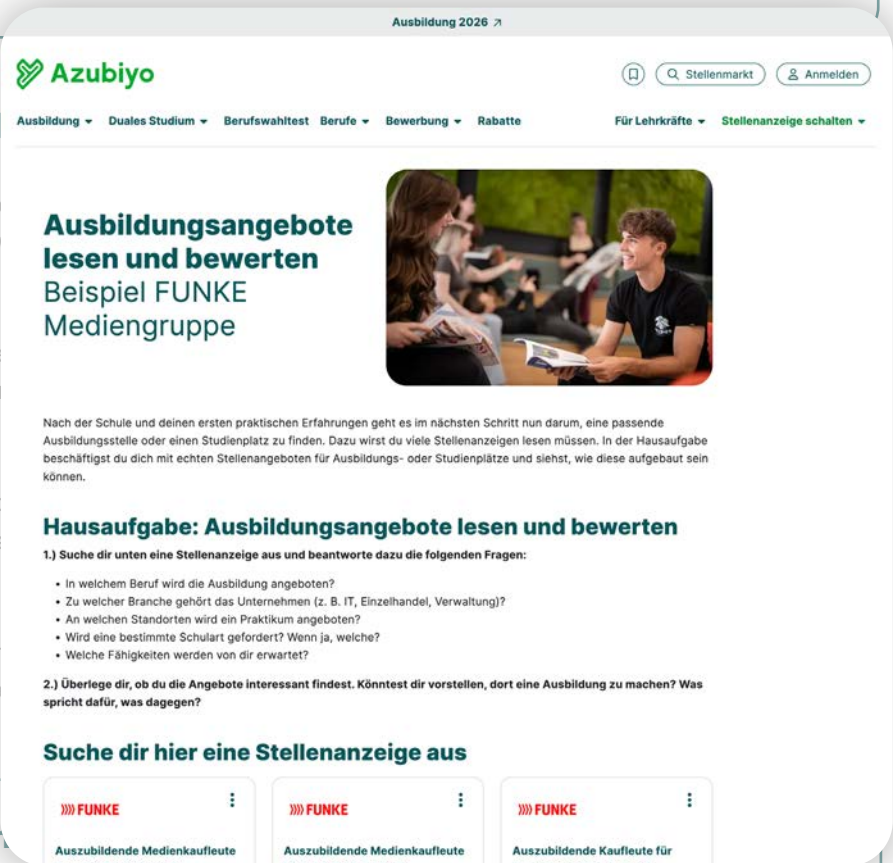 Ausbildung 2026 ↗
Azubiyo
Stellenmarkt
Anmelden
Ausbildung
Duales Studium
Berufswahltest
Berufe
Bewerbung
Rabatte
Für Lehrkräfte
Stellenanzeige schalten
Ausbildungsangebote
lesen und bewerten
Beispiel FUNKE
Mediengruppe
Nach der Schule und deinen ersten praktischen Erfahrungen geht es im nächsten Schritt nun darum, eine passende
Ausbildungsstelle oder einen Studienplatz zu finden. Dazu wirst du viele Stellenanzeigen lesen müssen. In der Hausaufgabe
beschäftigst du dich mit echten Stellenangeboten für Ausbildungs- oder Studienplätze und siehst, wie diese aufgebaut sein
können.
Hausaufgabe: Ausbildungsangebote lesen und bewerten
1.) Suche dir unten eine Stellenanzeige aus und beantworte dazu die folgenden Fragen:
• In welchem Beruf wird die Ausbildung angeboten?
• Zu welcher Branche gehört das Unternehmen (z. B. IT, Einzelhandel, Verwaltung)?
• An welchen Standorten wird ein Praktikum angeboten?
• Wird eine bestimmte Schulart gefordert? Wenn ja, welche?
• Welche Fähigkeiten werden von dir erwartet?
2.) Überlege dir, ob du die Angebote interessant findest. Könntest dir vorstellen, dort eine Ausbildung zu machen? Was
spricht dafür, was dagegen?
Suche dir hier eine Stellenanzeige aus
FUNKE
Auszubildende Medienkaufleute
FUNKE
Auszubildende Medienkaufleute
FUNKE
Auszubildende Kaufleute für